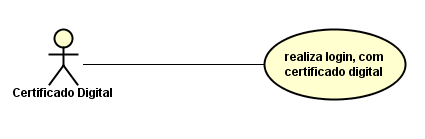 realiza login, com
certificado digital
Certificado Digital